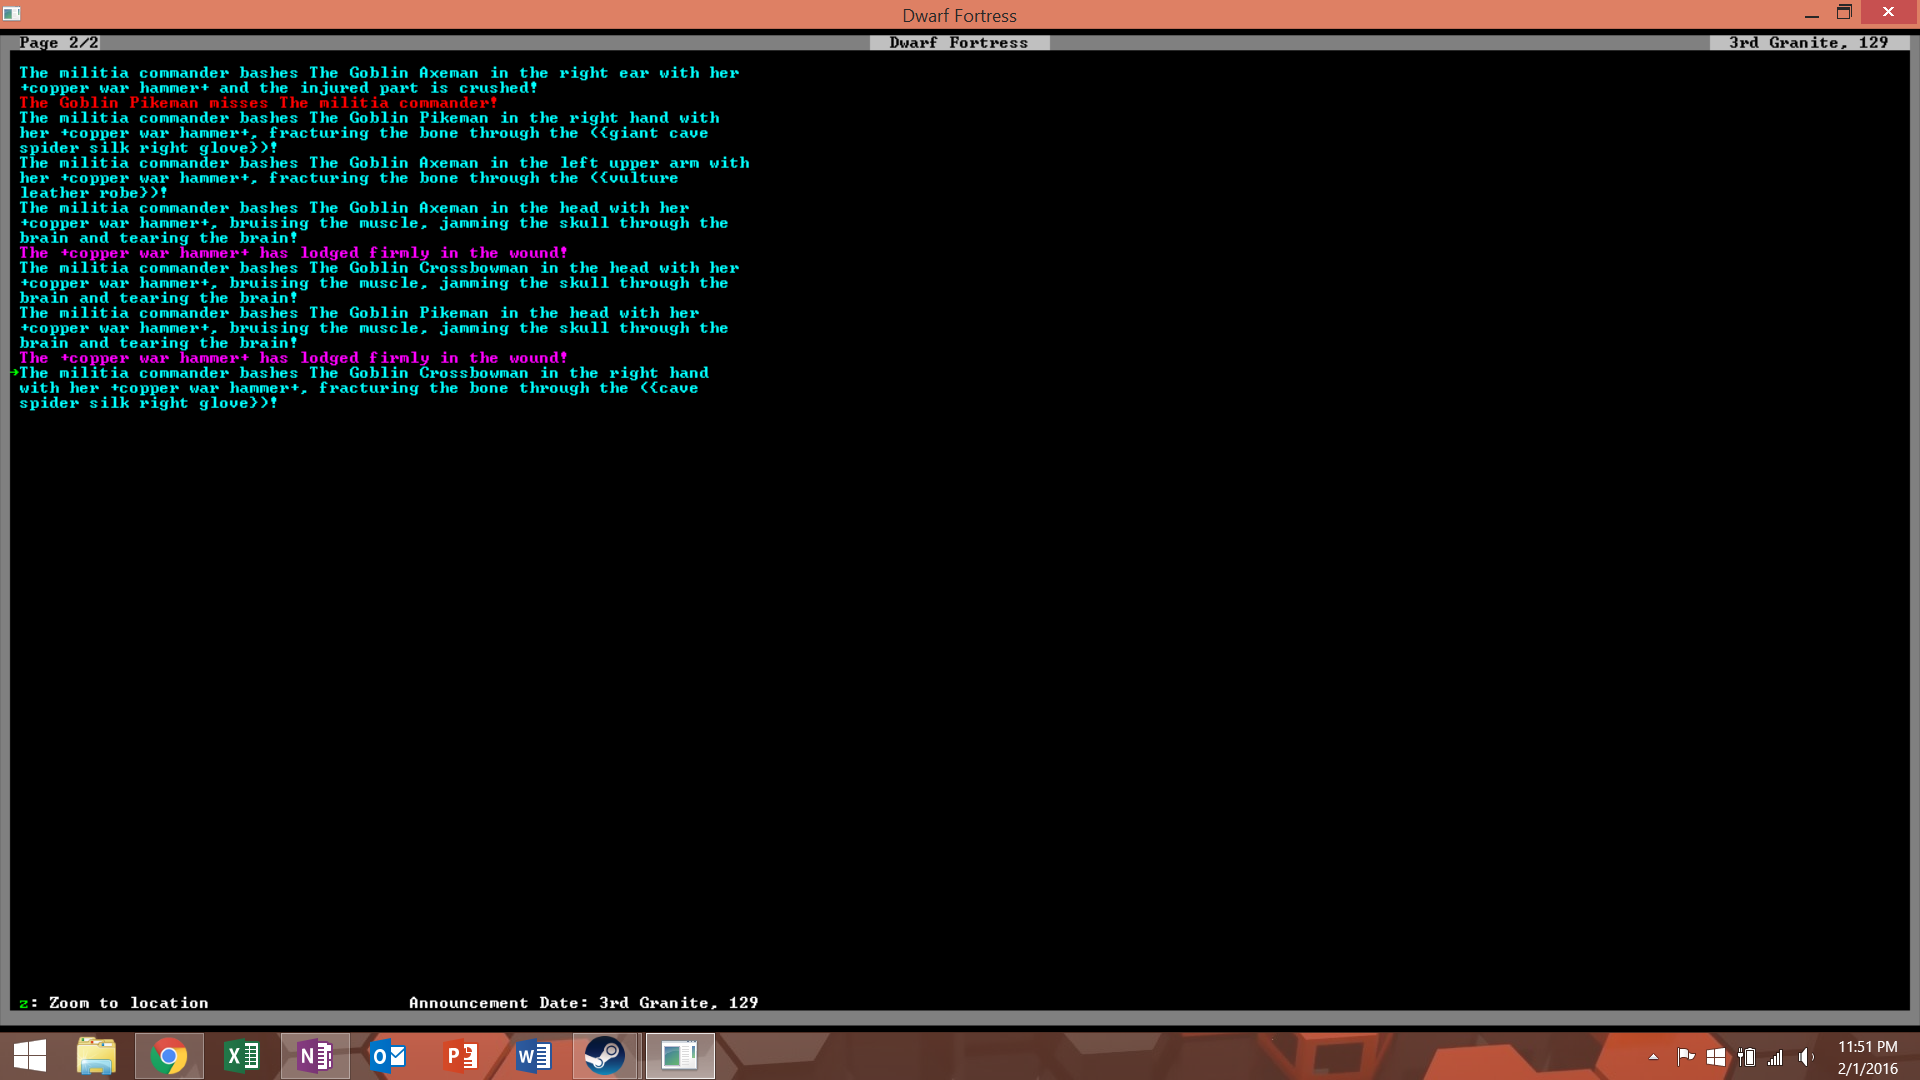 Dwarf Fortress
Page 2/2
Dwarf Fortress
3rd Granite, 129
The militia commander bashes The Goblin Axeman in the right ear with her
+copper war hammer+ and the injured part is crushed!
The Goblin Pikeman misses The militia commander!
The militia commander bashes The Goblin Pikeman in the right hand with
her +copper war hammer+, fracturing the bone through the ({giant cave
spider silk right glove})!
The militia commander bashes The Goblin Axeman in the left upper arm with
her +copper war hammer+, fracturing the bone through the ({vulture
leather robe})!
The militia commander bashes The Goblin Axeman in the head with her
+copper war hammer+, bruising the muscle, jamming the skull through the
brain and tearing the brain!
The +copper war hammer+ has lodged firmly in the wound!
The militia commander bashes The Goblin Crossbowman in the head with her
+copper war hammer+, bruising the muscle, jamming the skull through the
brain and tearing the brain!
The militia commander bashes The Goblin Pikeman in the head with her
+copper war hammer+, bruising the muscle, jamming the skull through the
brain and tearing the brain!
The +copper war hammer+ has lodged firmly in the wound!
The militia commander bashes The Goblin Crossbowman in the right hand
with her +copper war hammer+, fracturing the bone through the ({cave
spider silk right glove})!
z: Zoom to location
Announcement Date: 3rd Granite, 129
11:51 PM
2/1/2016